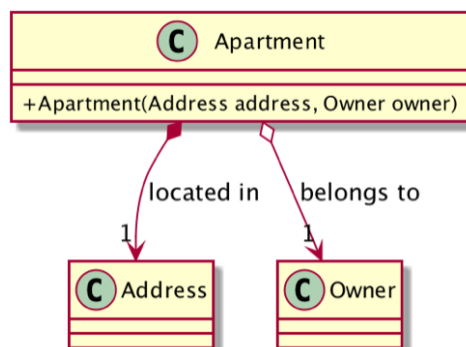 C Apartment
+Apartment(Address address, Owner owner)
located in
belongs to
1
1
C Address
C Owner